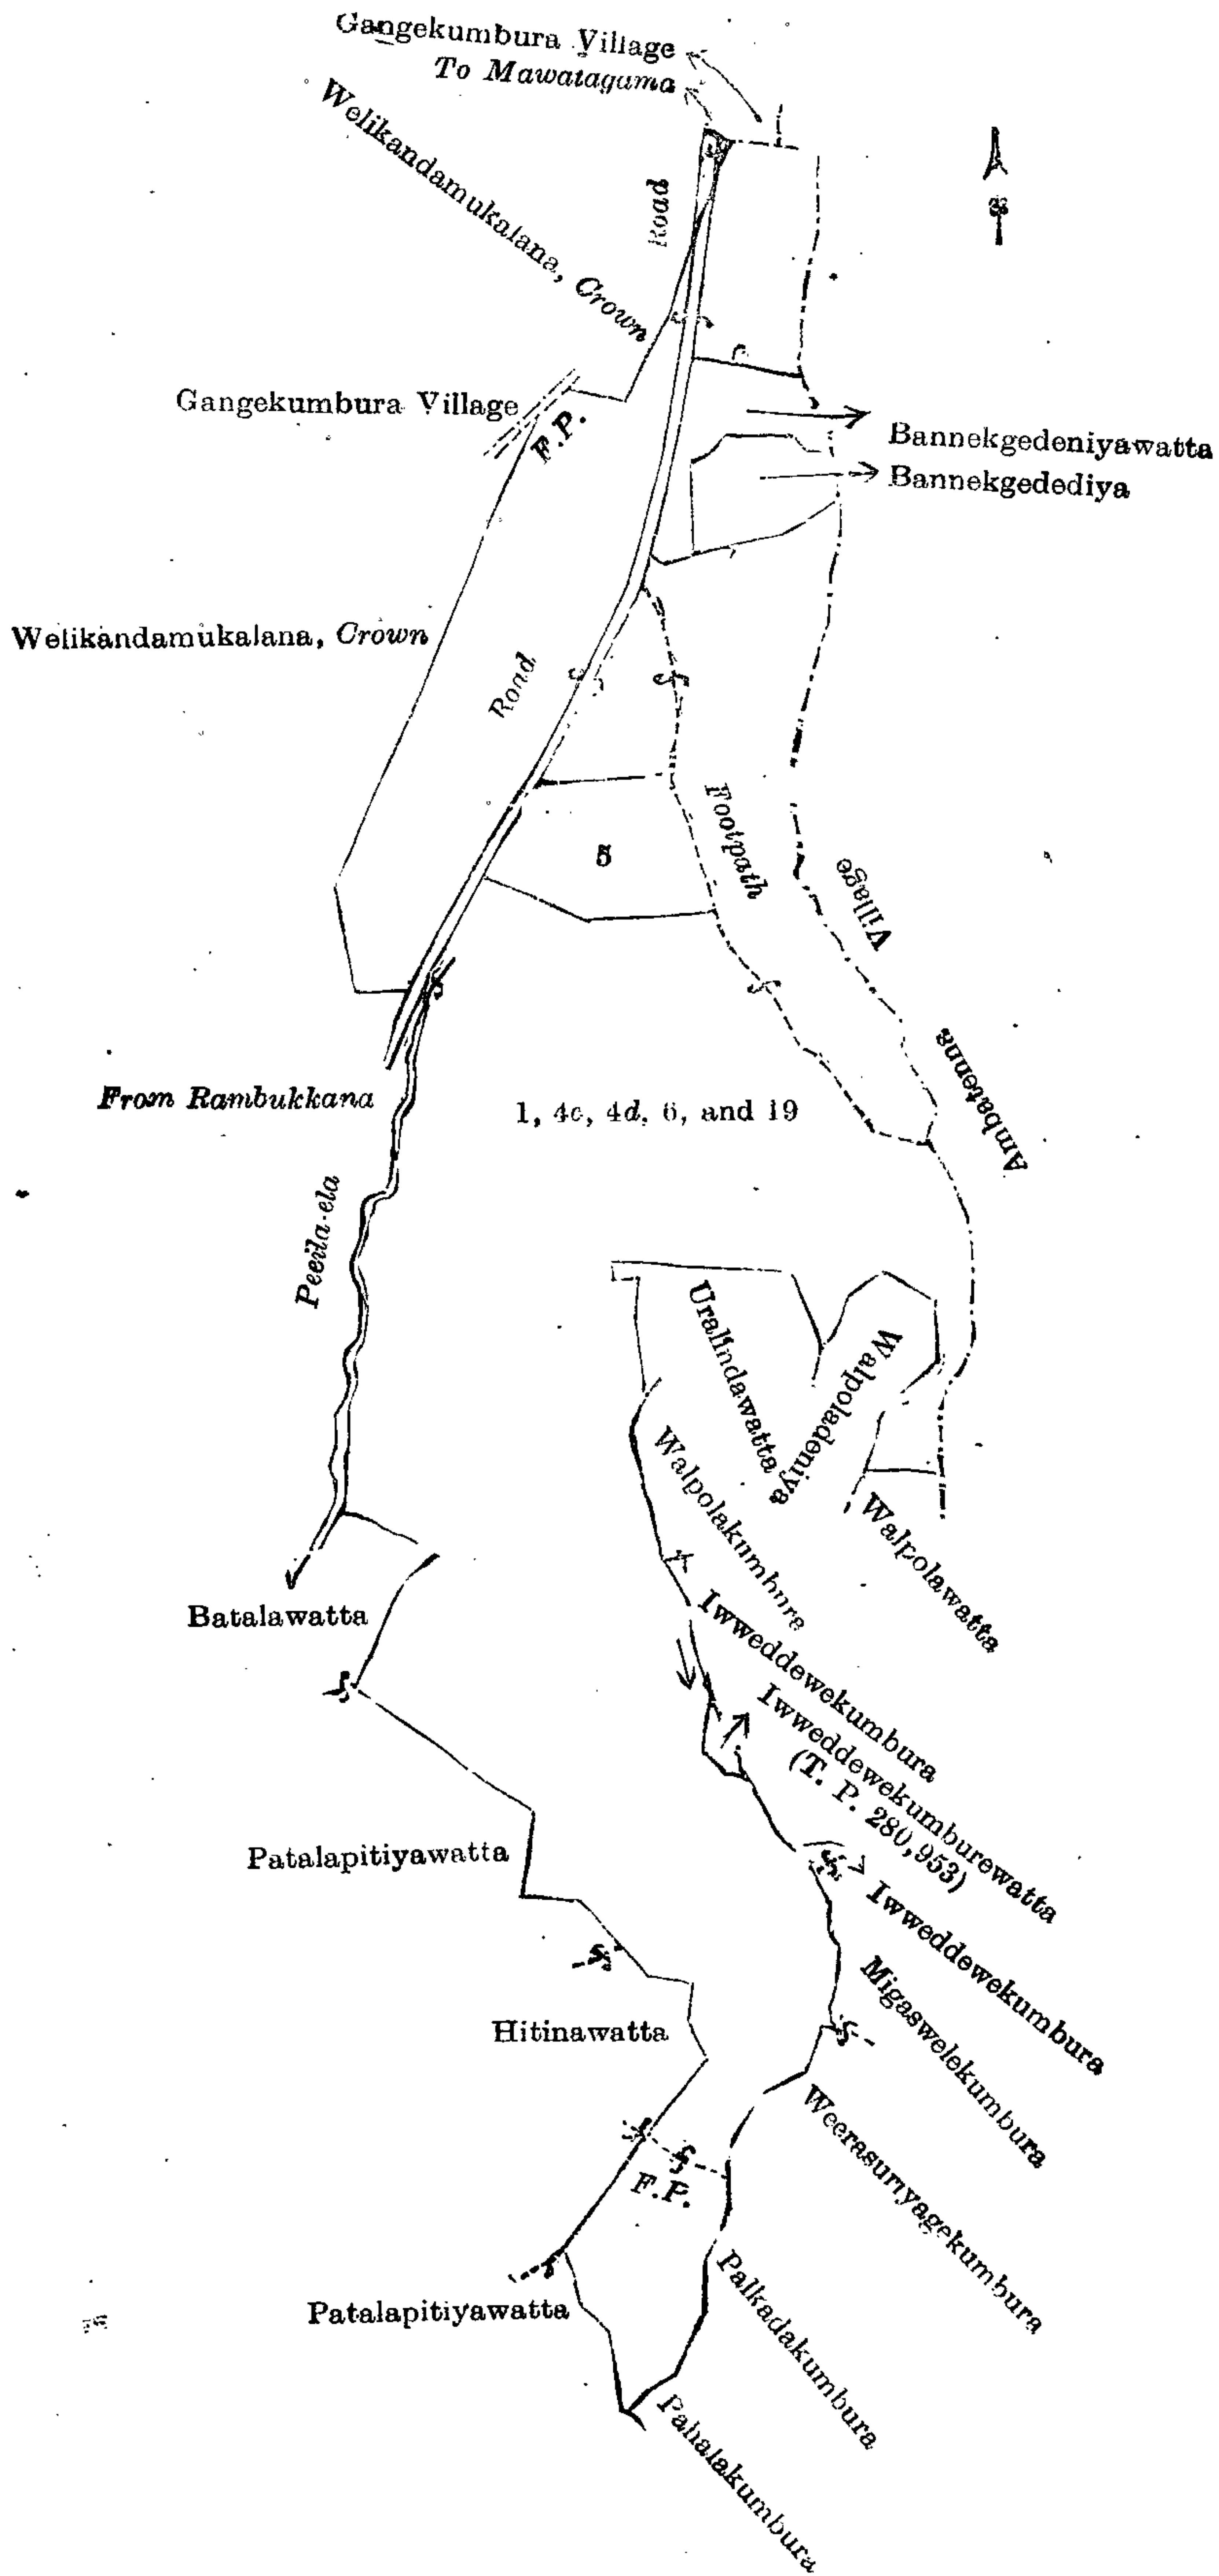 Gangekumbura Village
To Mawatagama
Welikandamukalana, Crown
Road
Gangekumbura Village
F.P.
Bannekgedeniyawatta
Bannekgedediya
Welikandamukalana, Crown
Road
Footpath
5
Village
Ambatenna
From Rambukkana
1, 4c, 4d, 6, and 19
Peella-ela
Uralindawatta
Walpoladeniya
Walpolakumbura
Walpolawatta
Batalawatta
Iwweddewekumbura
Iwweddewekumburewatta
(T. P. 280,953)
Patalapitiyawatta
Iwweddewekumbura
Migaswelekumbura
Hitinawatta
Weerasuriyagekumbura
F.P.
Palkadakumbura
Patalapitiyawatta
Pahalakumbura